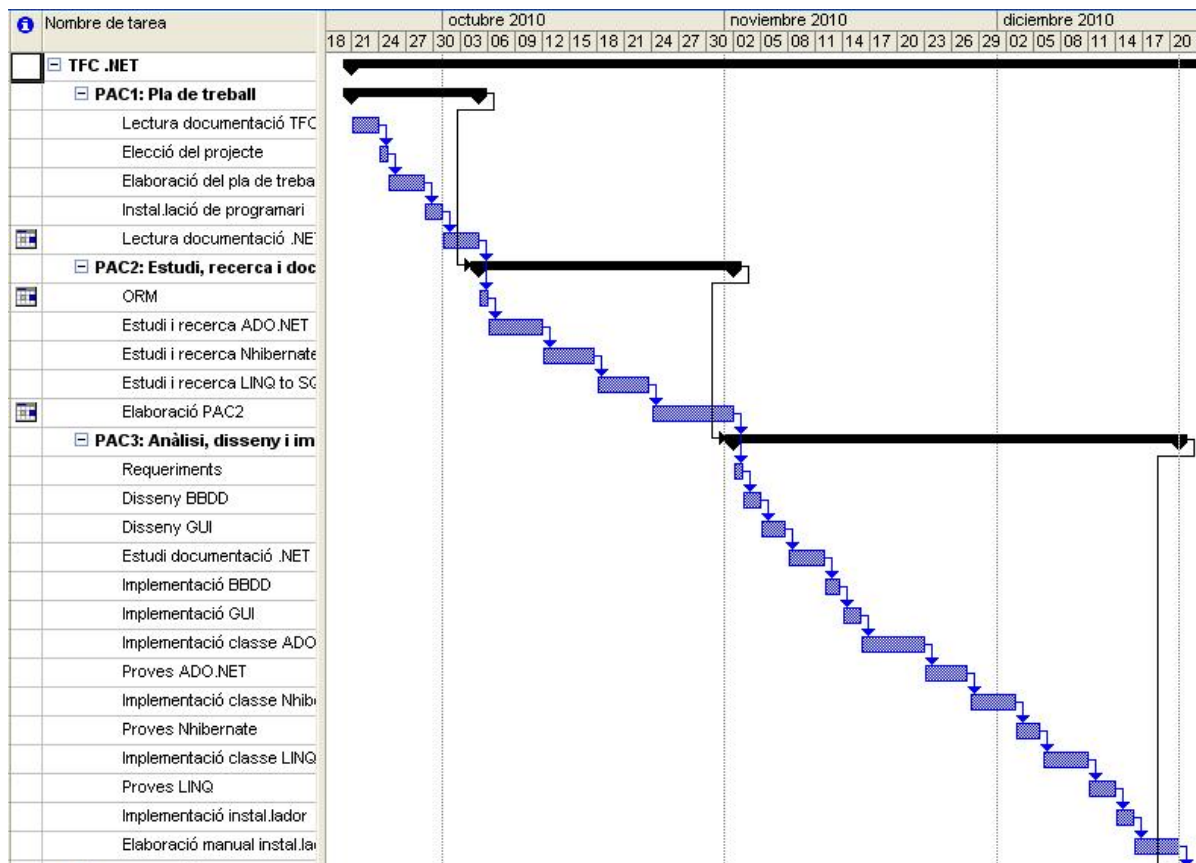 Nombre de tarea
octubre 2010 noviembre 2010 diciembre 2010
18 21 24 27 30 03 06 09 12 15 18 21 24 27 30 02 05 08 11 14 17 20 23 26 29 02 05 08 11 14 17 20
TFC .NET
PAC1: Pla de treball
Lectura documentació TFC
Elecció del projecte
Elaboració del pla de treba
Instal.lació de programari
Lectura documentació .NE
PAC2: Estudi, recerca i doc
ORM
Estudi i recerca ADO.NET
Estudi i recerca Nhibernate
Estudi i recerca LINQ to SQ
Elaboració PAC2
PAC3: Anàlisi, disseny i im
Requeriments
Disseny BBDD
Disseny GUI
Estudi documentació .NET
Implementació BBDD
Implementació GUI
Implementació classe ADO
Proves ADO.NET
Implementació classe Nhib
Proves Nhibernate
Implementació classe LINQ
Proves LINQ
Implementació instal.lador
Elaboració manual instal.la